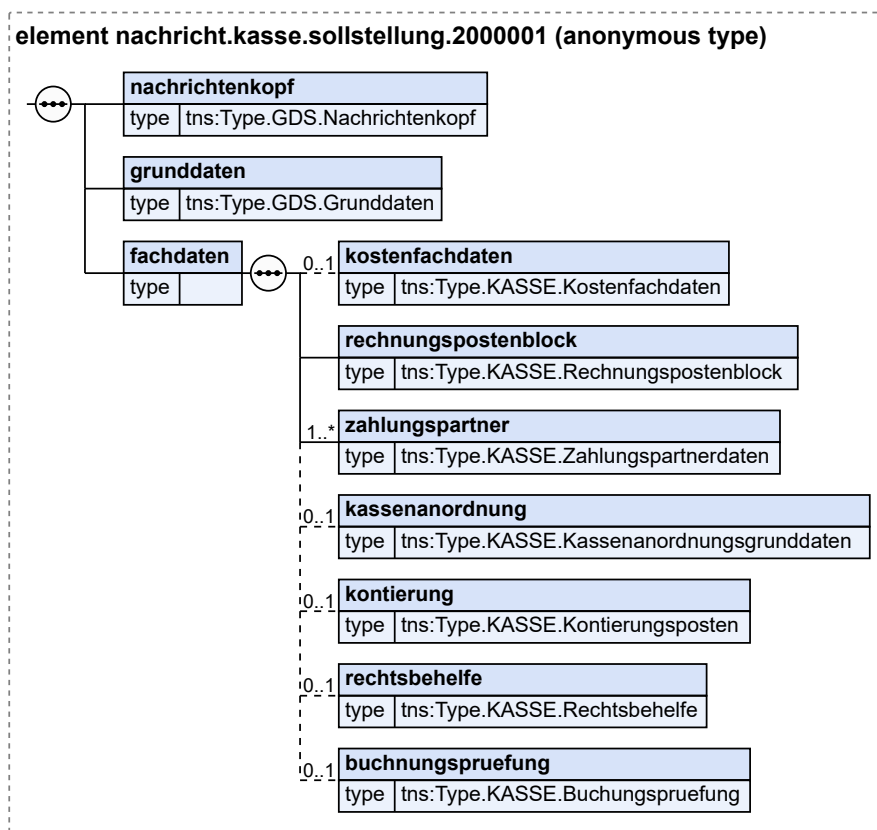 element nachricht.kasse.sollstellung.2000001 (anonymous type)
nachrichtenkopf
type tns:Type.GDS.Nachrichtenkopf
grunddaten
type tns:Type.GDS.Grunddaten
fachdaten
type
0..1 kostenfachdaten
type tns:Type.KASSE.Kostenfachdaten
rechnungspostenblock
type tns:Type.KASSE.Rechnungspostenblock
1..* zahlungspartner
type tns:Type.KASSE.Zahlungspartnerdaten
0..1 kassenanordnung
type tns:Type.KASSE.Kassenanordnungsgrunddaten
0..1 kontierung
type tns:Type.KASSE.Kontierungsposten
0..1 rechtsbehelfe
type tns:Type.KASSE.Rechtsbehelfe
0..1 buchnungspruefung
type tns:Type.KASSE.Buchungspruefung